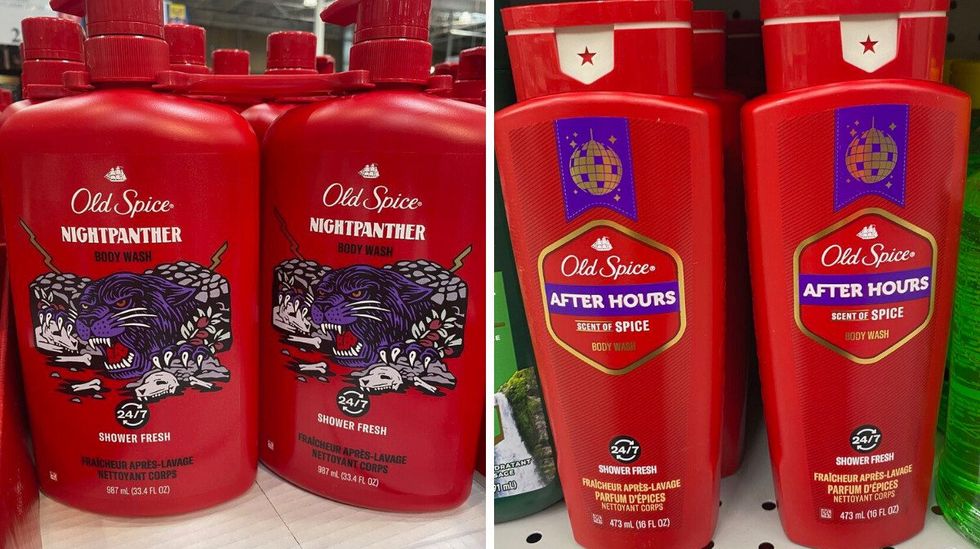 Old Spice®
NIGHTPANTHER
BODY WASH
24/7
SHOWER FRESH
FRAÎCHEUR APRÈS-LAVAGE
NETTOYANT CORPS
987 mL (33.4 FL OZ)
Old Spice®
NIGHTPANTHER
BODY WASH
24/7
SHOWER FRESH
FRAÎCHEUR APRÈS-LAVAGE
NETTOYANT CORPS
987 mL (33.4 FL OZ)
Old Spice®
AFTER HOURS
SCENT OF SPICE
BODY WASH
24/7
SHOWER FRESH
FRAÎCHEUR APRÈS-LAVAGE
PARFUM D'ÉPICES
NETTOYANT CORPS
473 mL (16 FL OZ)
Old Spice®
AFTER HOURS
SCENT OF SPICE
BODY WASH
24/7
SHOWER FRESH
FRAÎCHEUR APRÈS-LAVAGE
PARFUM D'ÉPICES
NETTOYANT CORPS
473 mL (16 FL OZ)